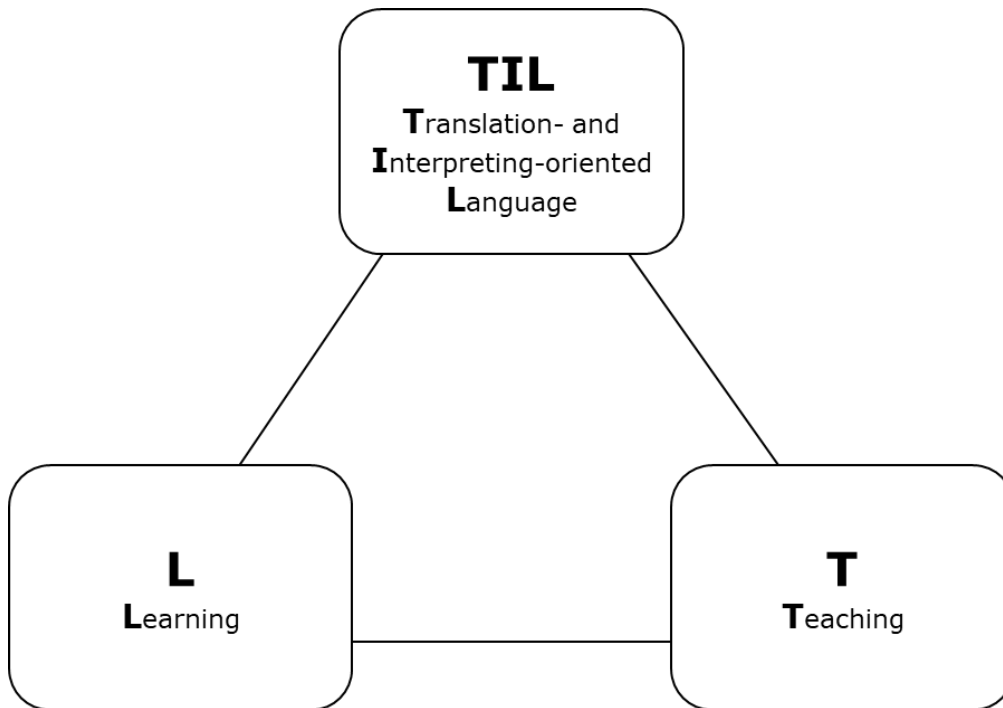 TIL
Translation- and
Interpreting-oriented
Language
L
Learning
T
Teaching